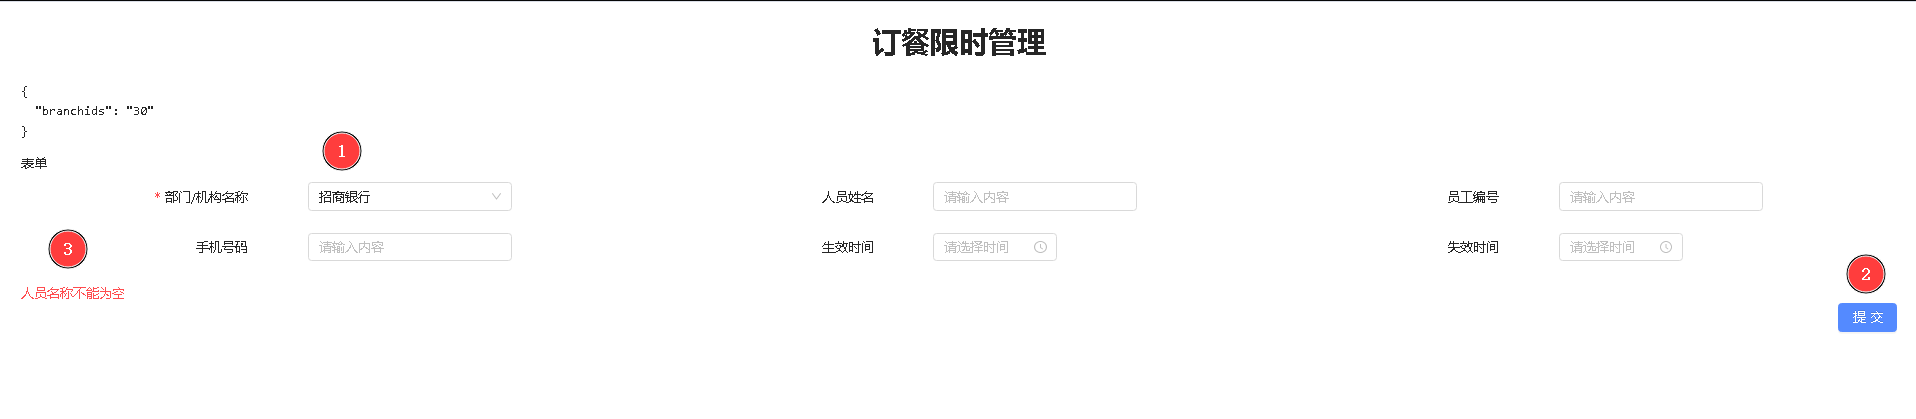 订餐限时管理
{
"branchids": "30"
}
表单
1
* 部门/机构名称 招商银行 人员姓名 请输入内容 员工编号 请输入内容
3
手机号码 请输入内容 生效时间 请选择时间 失效时间 请选择时间
2
人员名称不能为空
提 交